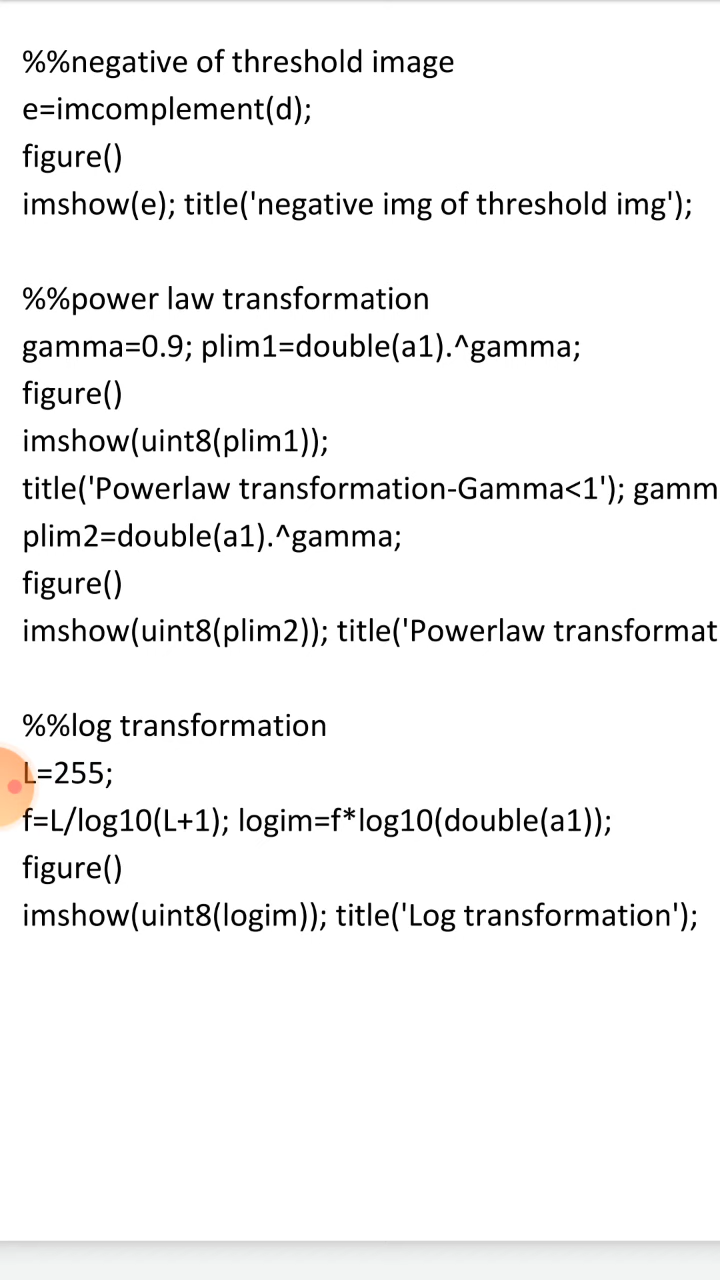 %%negative of threshold image
e=imcomplement(d);
figure()
imshow(e); title('negative img of threshold img');
%%power law transformation
gamma=0.9; plim1=double(a1).^gamma;
figure()
imshow(uint8(plim1));
title('Powerlaw transformation-Gamma<1'); gamm
plim2=double(a1).^gamma;
figure()
imshow(uint8(plim2)); title('Powerlaw transformat
%%log transformation
L=255;
f=L/log10(L+1); logim=f*log10(double(a1));
figure()
imshow(uint8(logim)); title('Log transformation');